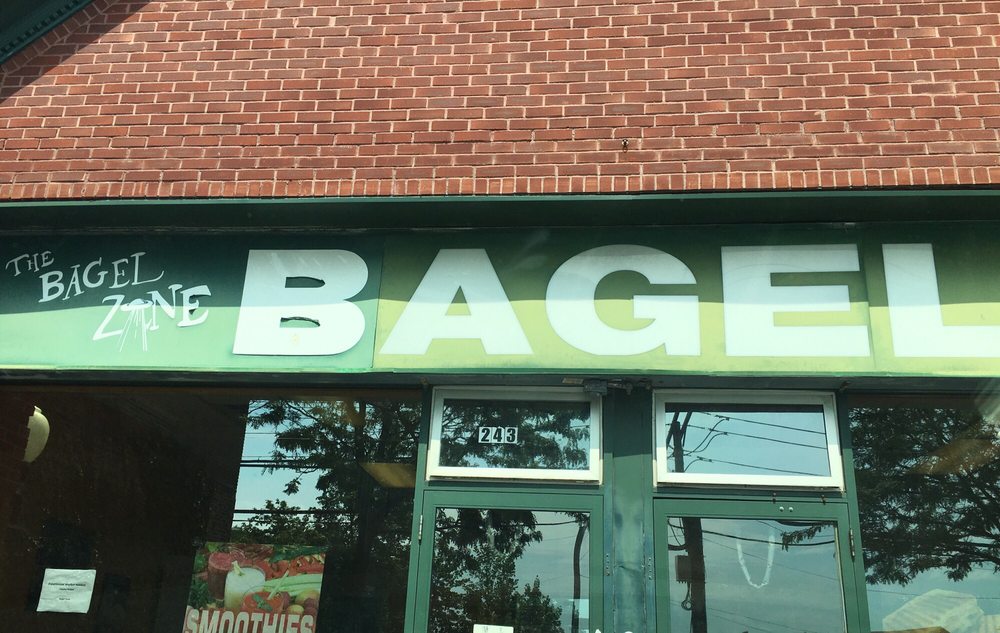 THE
BAGEL
ZONE
BAGEL
243
SMOOTHIES